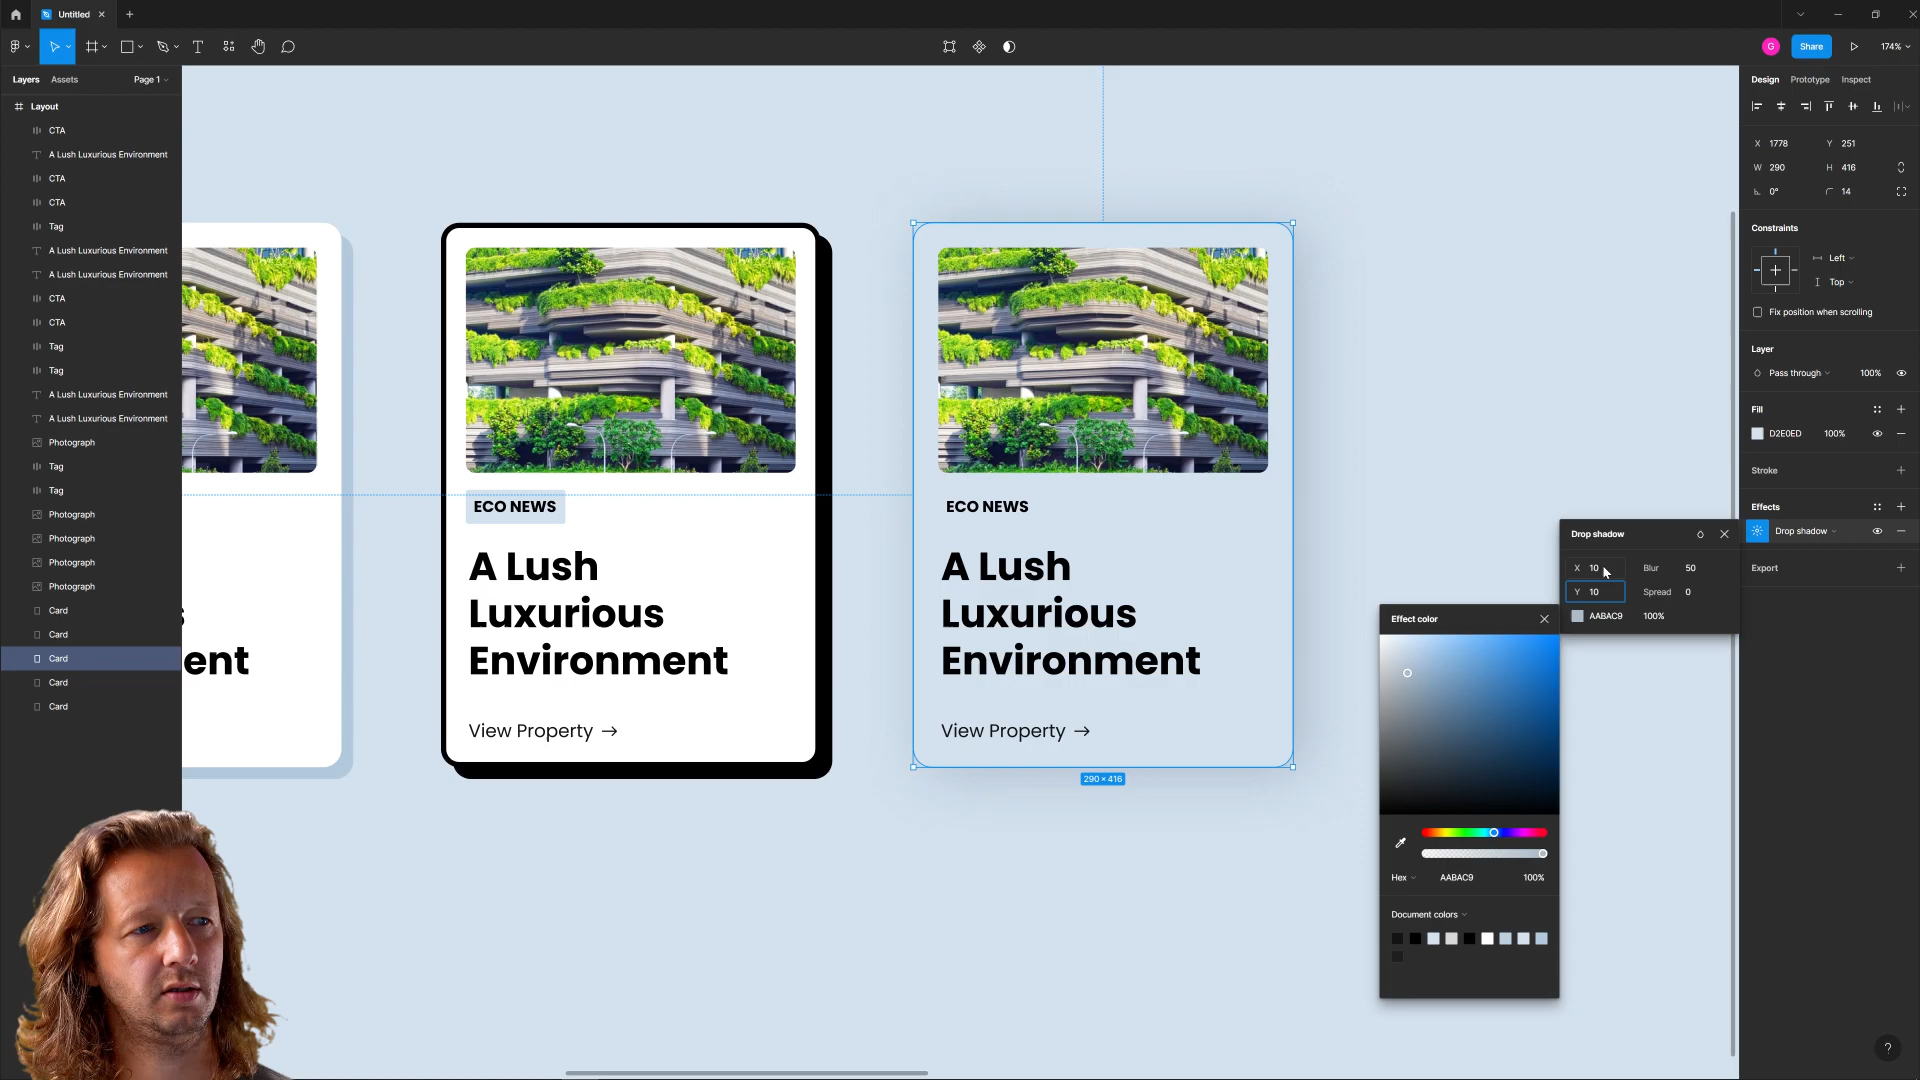 Untitled
G
Share
174%
Layers
Assets
Page 1
Layout
CTA
A Lush Luxurious Environment
CTA
CTA
Tag
A Lush Luxurious Environment
A Lush Luxurious Environment
CTA
CTA
Tag
Tag
A Lush Luxurious Environment
A Lush Luxurious Environment
Photograph
Tag
Tag
Photograph
Photograph
Photograph
Photograph
Card
Card
Card
Card
Card
s
ent
ECO NEWS
A Lush
Luxurious
Environment
View Property →
ECO NEWS
A Lush
Luxurious
Environment
View Property →
290 × 416
Drop shadow
X 10
Blur 50
Y 10
Spread 0
AABAC9 100%
Effect color
Hex AABAC9 100%
Document colors
Design
Prototype
Inspect
X 1778
Y 251
W 290
H 416
0°
14
Constraints
Left
Top
Fix position when scrolling
Layer
Pass through 100%
Fill
D2E0ED 100%
Stroke
Effects
Drop shadow
Export
?